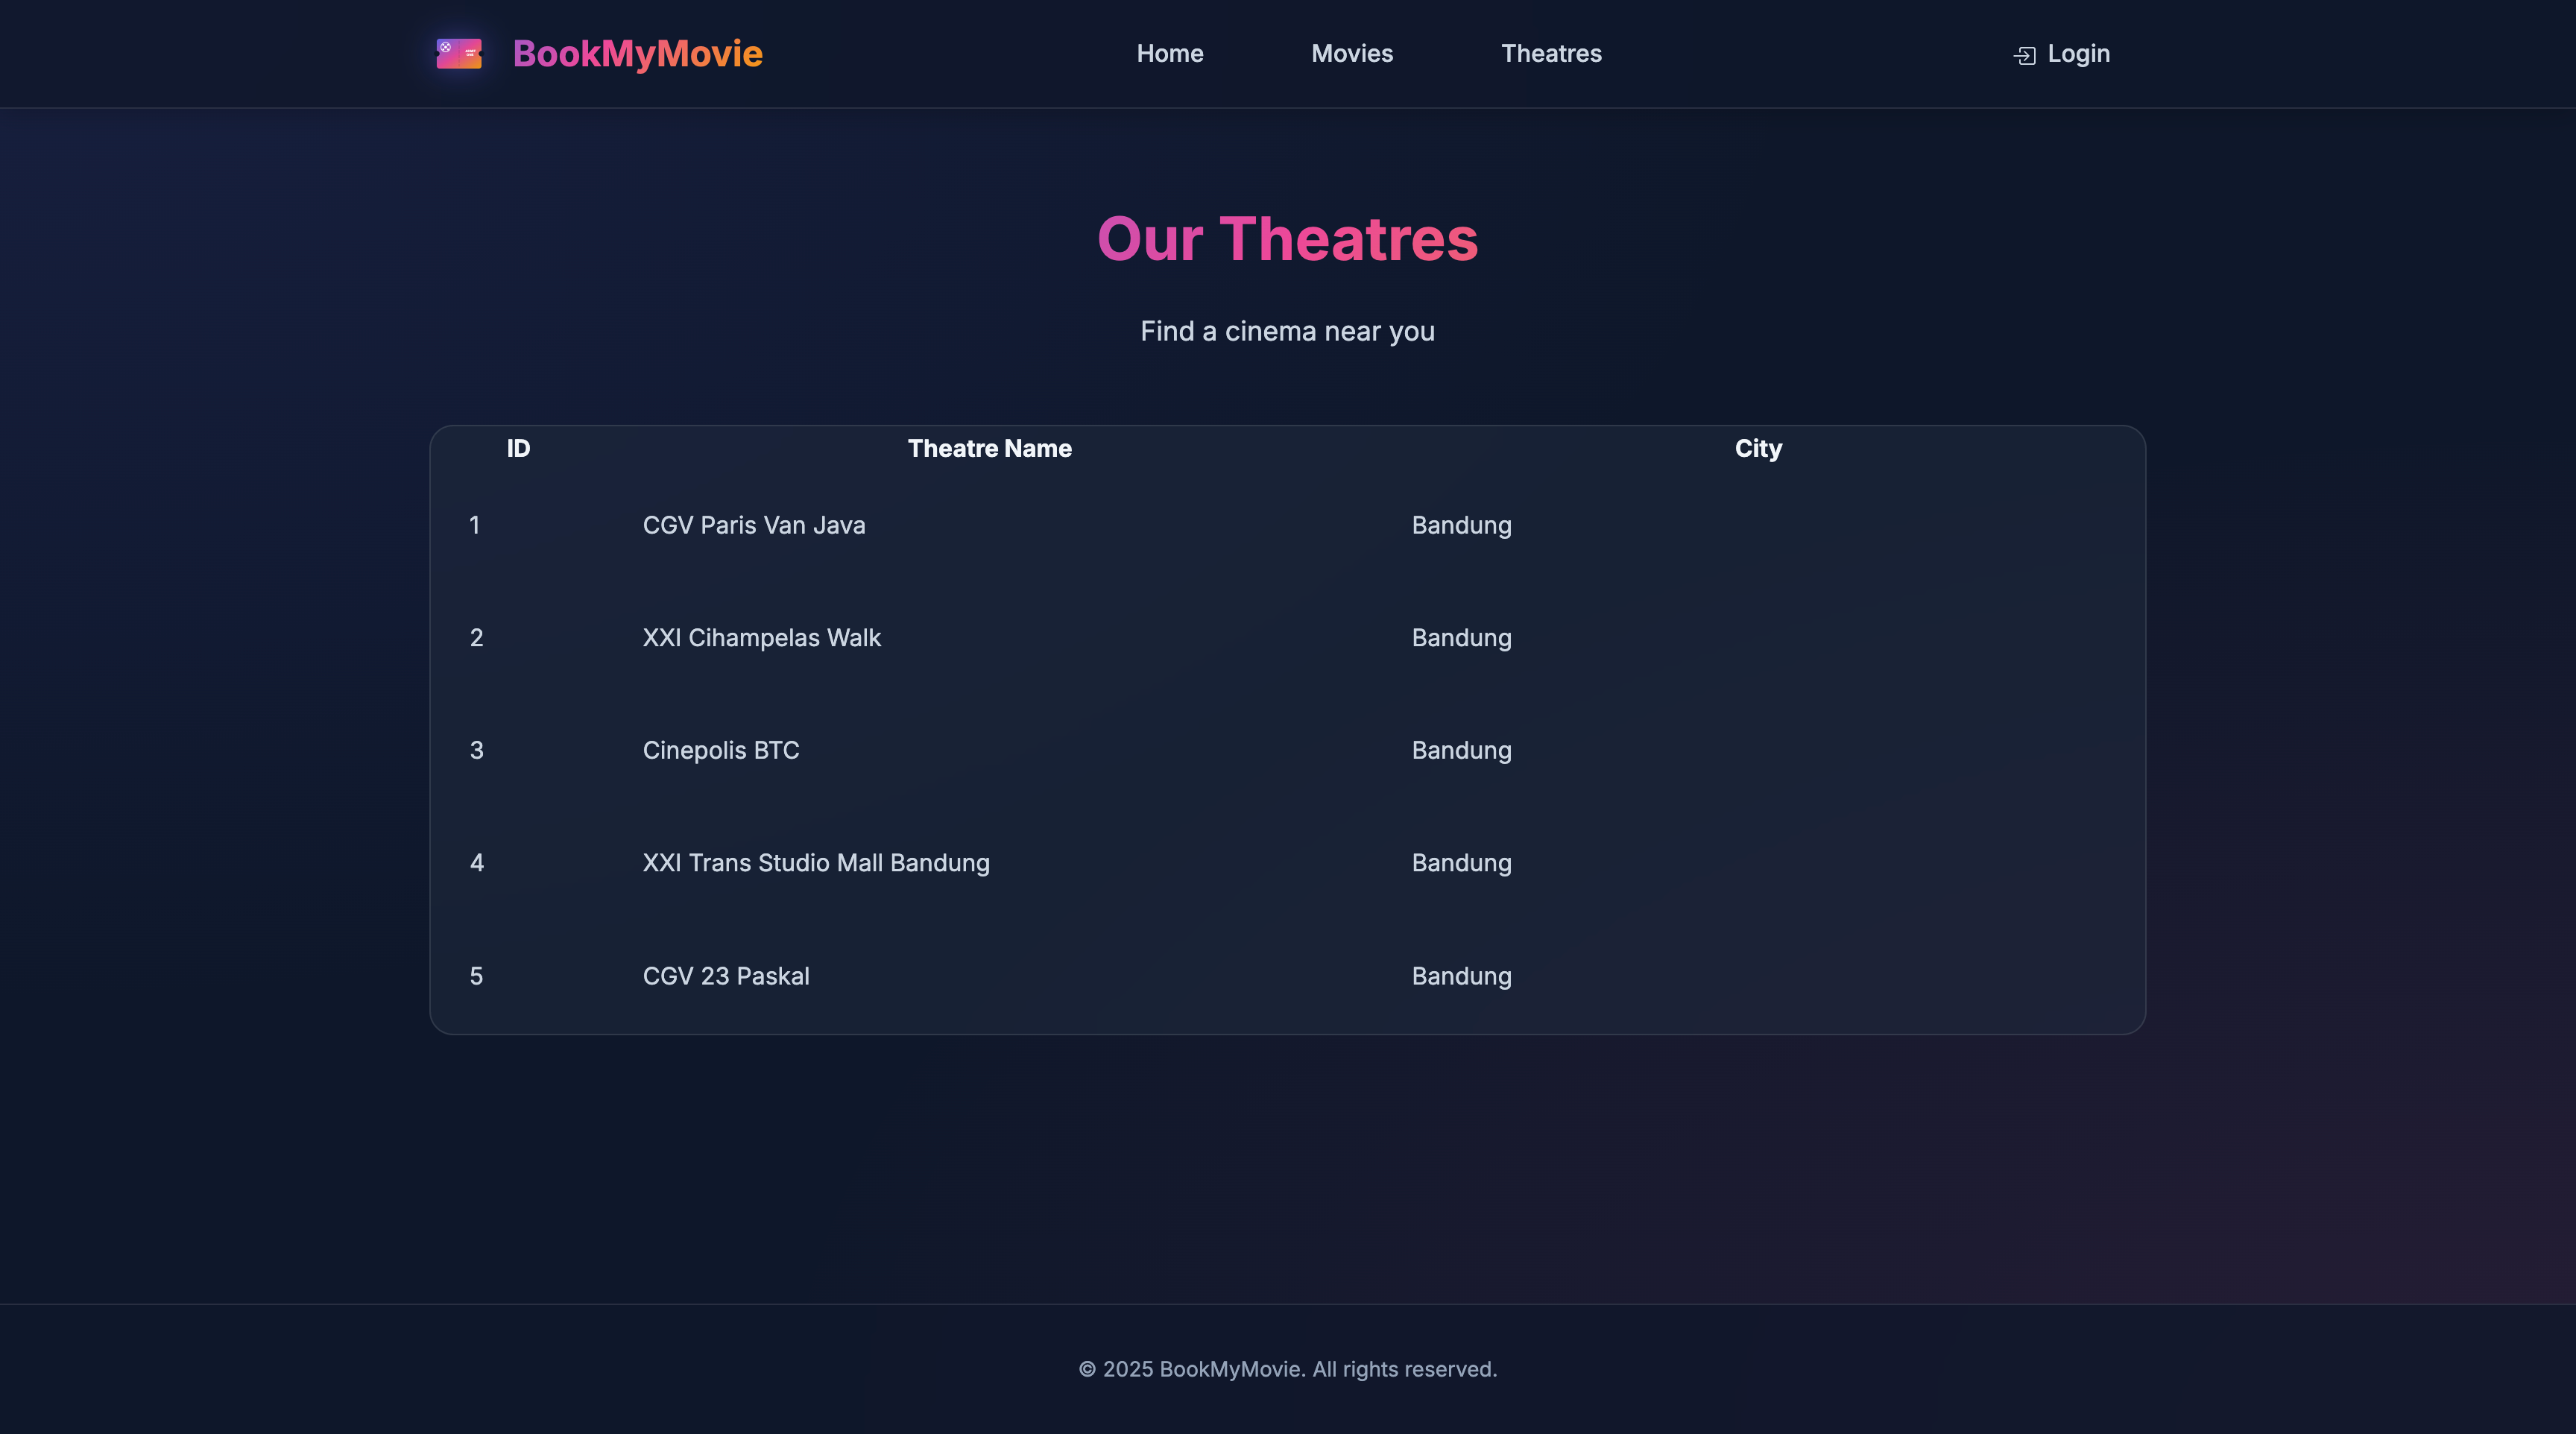 BookMyMovie
Home Movies Theatres
Login
Our Theatres
Find a cinema near you
ID Theatre Name City
1 CGV Paris Van Java Bandung
2 XXI Cihampelas Walk Bandung
3 Cinepolis BTC Bandung
4 XXI Trans Studio Mall Bandung Bandung
5 CGV 23 Paskal Bandung
© 2025 BookMyMovie. All rights reserved.